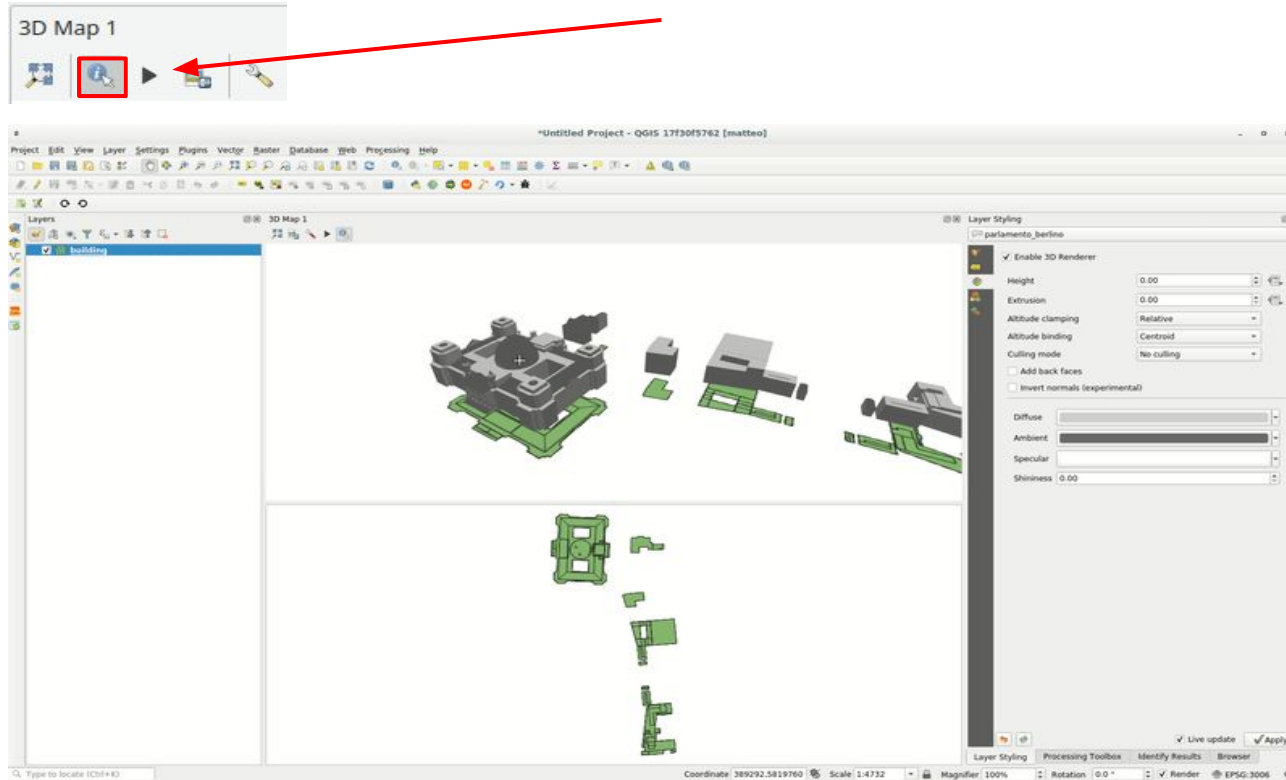 3D Map 1
*Untitled Project - QGIS 17f30f5762 [matteo]
Project Edit View Layer Settings Plugins Vector Raster Database Web Processing Help
Layers
building
3D Map 1
Layer Styling
parlamento_berlino
Enable 3D Renderer
Height 0.00
Extrusion 0.00
Altitude clamping Relative
Altitude binding Centroid
Culling mode No culling
Add back faces
Invert normals (experimental)
Diffuse
Ambient
Specular
Shininess 0.00
Live update Apply
Layer Styling Processing Toolbox Identify Results Browser
Type to locate (Ctrl+K) Coordinate 389292.5819760 Scale 1:4732 Magnifier 100% Rotation 0.0 ° Render EPSG:3006